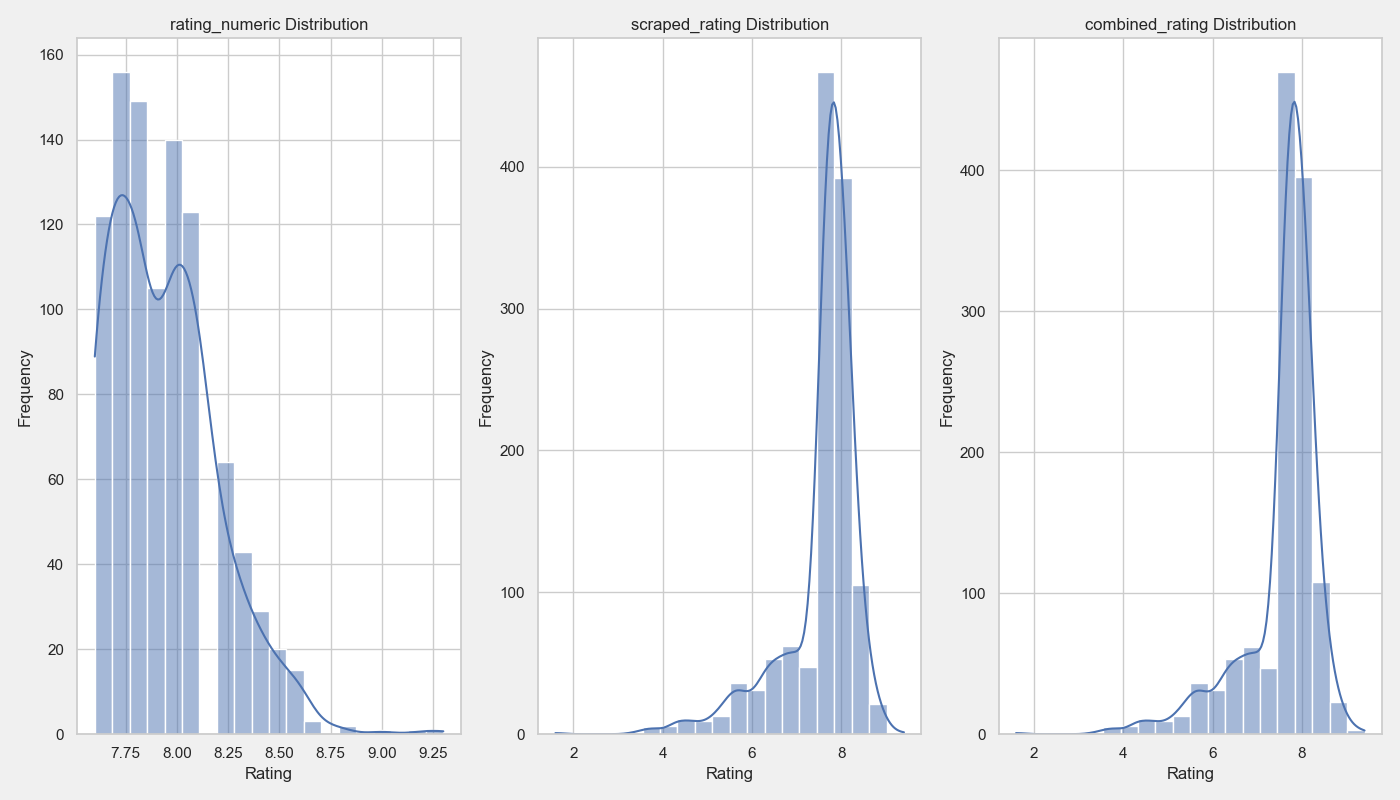 rating_numeric Distribution
160
140
120
100
80
60
40
20
0
Frequency
7.75 8.00 8.25 8.50 8.75 9.00 9.25
Rating
scraped_rating Distribution
400
300
200
100
0
Frequency
2 4 6 8
Rating
combined_rating Distribution
400
300
200
100
0
Frequency
2 4 6 8
Rating